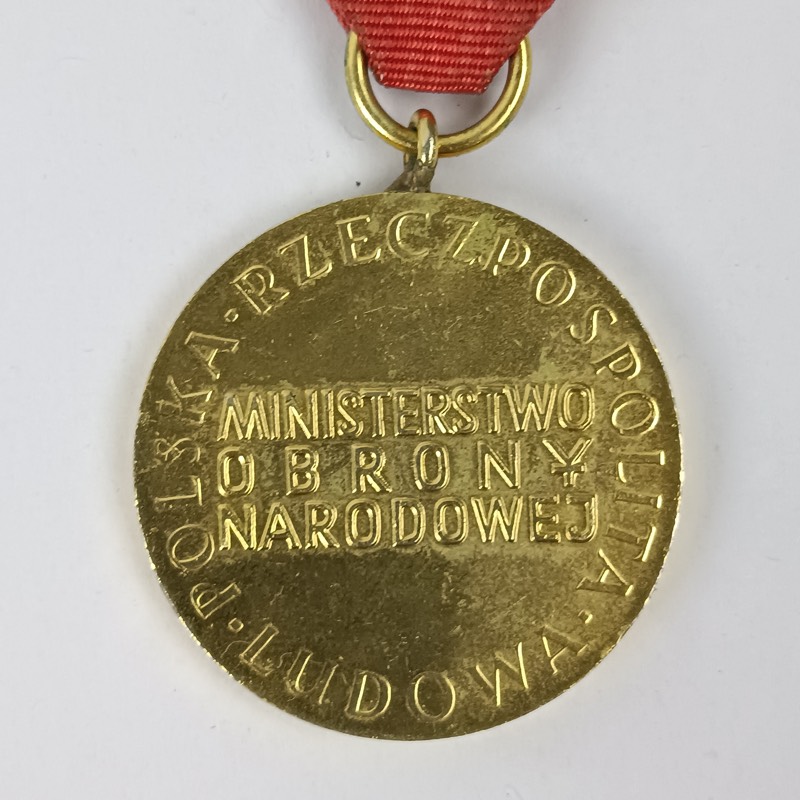 POLSKA · RZECZPOSPOLITA · LUDOWA ·
MINISTERSTWO
OBRONY
NARODOWEJ